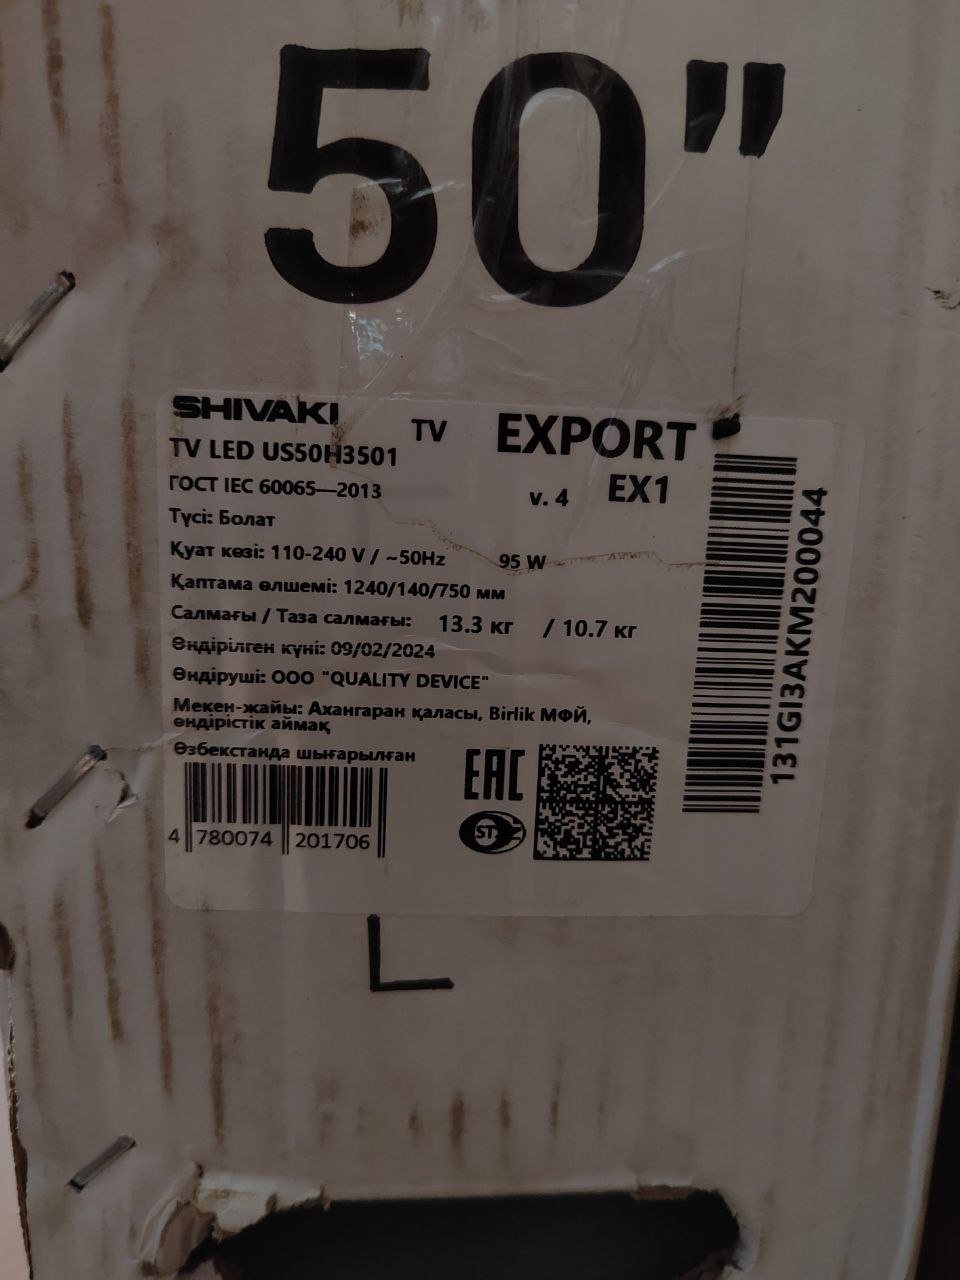 50"
SHIVAKI TV EXPORT
TV LED US50H3501
ГОСТ IEC 60065—2013 v. 4 EX1
Түсі: Болат
Қуат көзі: 110-240 V / ~50Hz 95 W
Қаптама өлшемі: 1240/140/750 мм
Салмағы / Таза салмағы: 13.3 кг / 10.7 кг
Өндірілген күні: 09/02/2024
Өндіруші: ООО "QUALITY DEVICE"
Мекен-жайы: Ахангаран қаласы, Birlik МФЙ,
өндірістік аймақ
Өзбекстанда шығарылған
EAC
ST
4 780074 201706
131GI3AKM200044
L